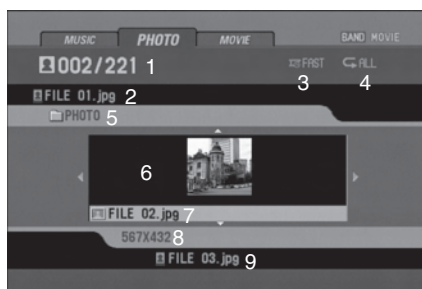 MUSIC PHOTO MOVIE BAND MOVIE
002/221 1 FAST ALL
3 4
FILE 01.jpg 2
PHOTO 5
6
FILE 02.jpg 7
567X432 8
FILE 03.jpg 9